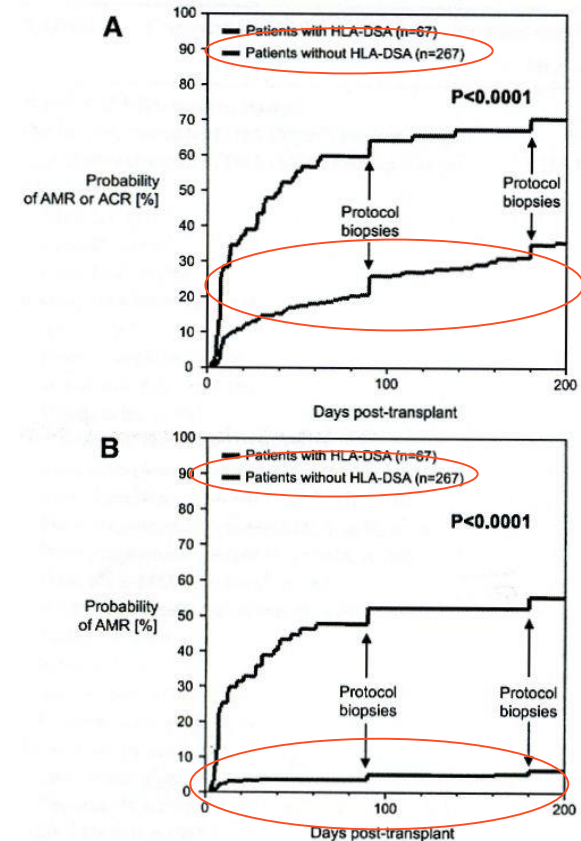 A
Patients with HLA-DSA (n=67)
Patients without HLA-DSA (n=267)
P<0.0001
100
90
80
70
60
50
40
30
20
10
0
Probability
of AMR or ACR [%]
Protocol
biopsies
Protocol
biopsies
0
100
200
Days post-transplant
B
Patients with HLA-DSA (n=67)
Patients without HLA-DSA (n=267)
P<0.0001
100
90
80
70
60
50
40
30
20
10
0
Probability
of AMR [%]
Protocol
biopsies
Protocol
biopsies
0
100
200
Days post-transplant